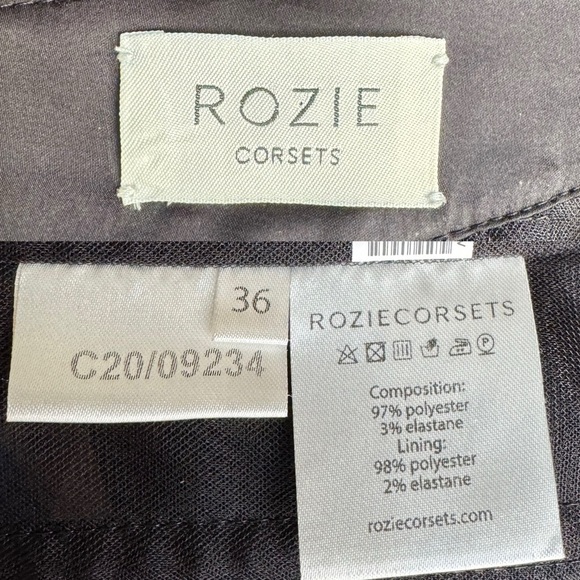 ROZIE
CORSETS
36
C20/09234
ROZIECORSETS
Composition:
97% polyester
3% elastane
Lining:
98% polyester
2% elastane
roziecorsets.com